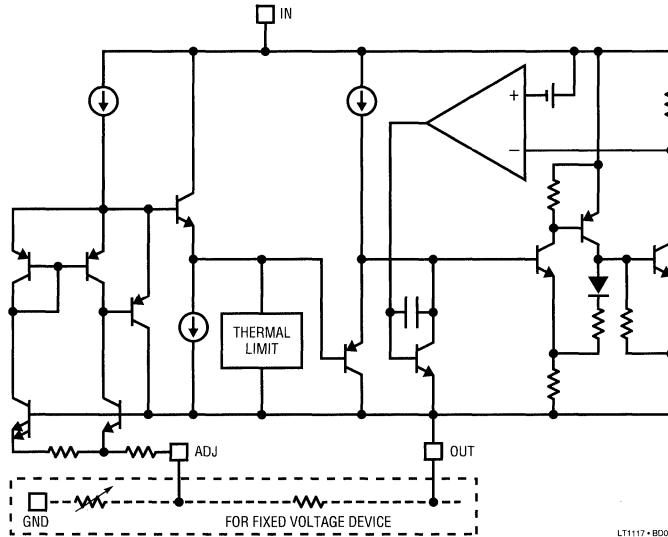 IN
+
−
THERMAL
LIMIT
ADJ
OUT
GND
FOR FIXED VOLTAGE DEVICE
LT1117 • BD0